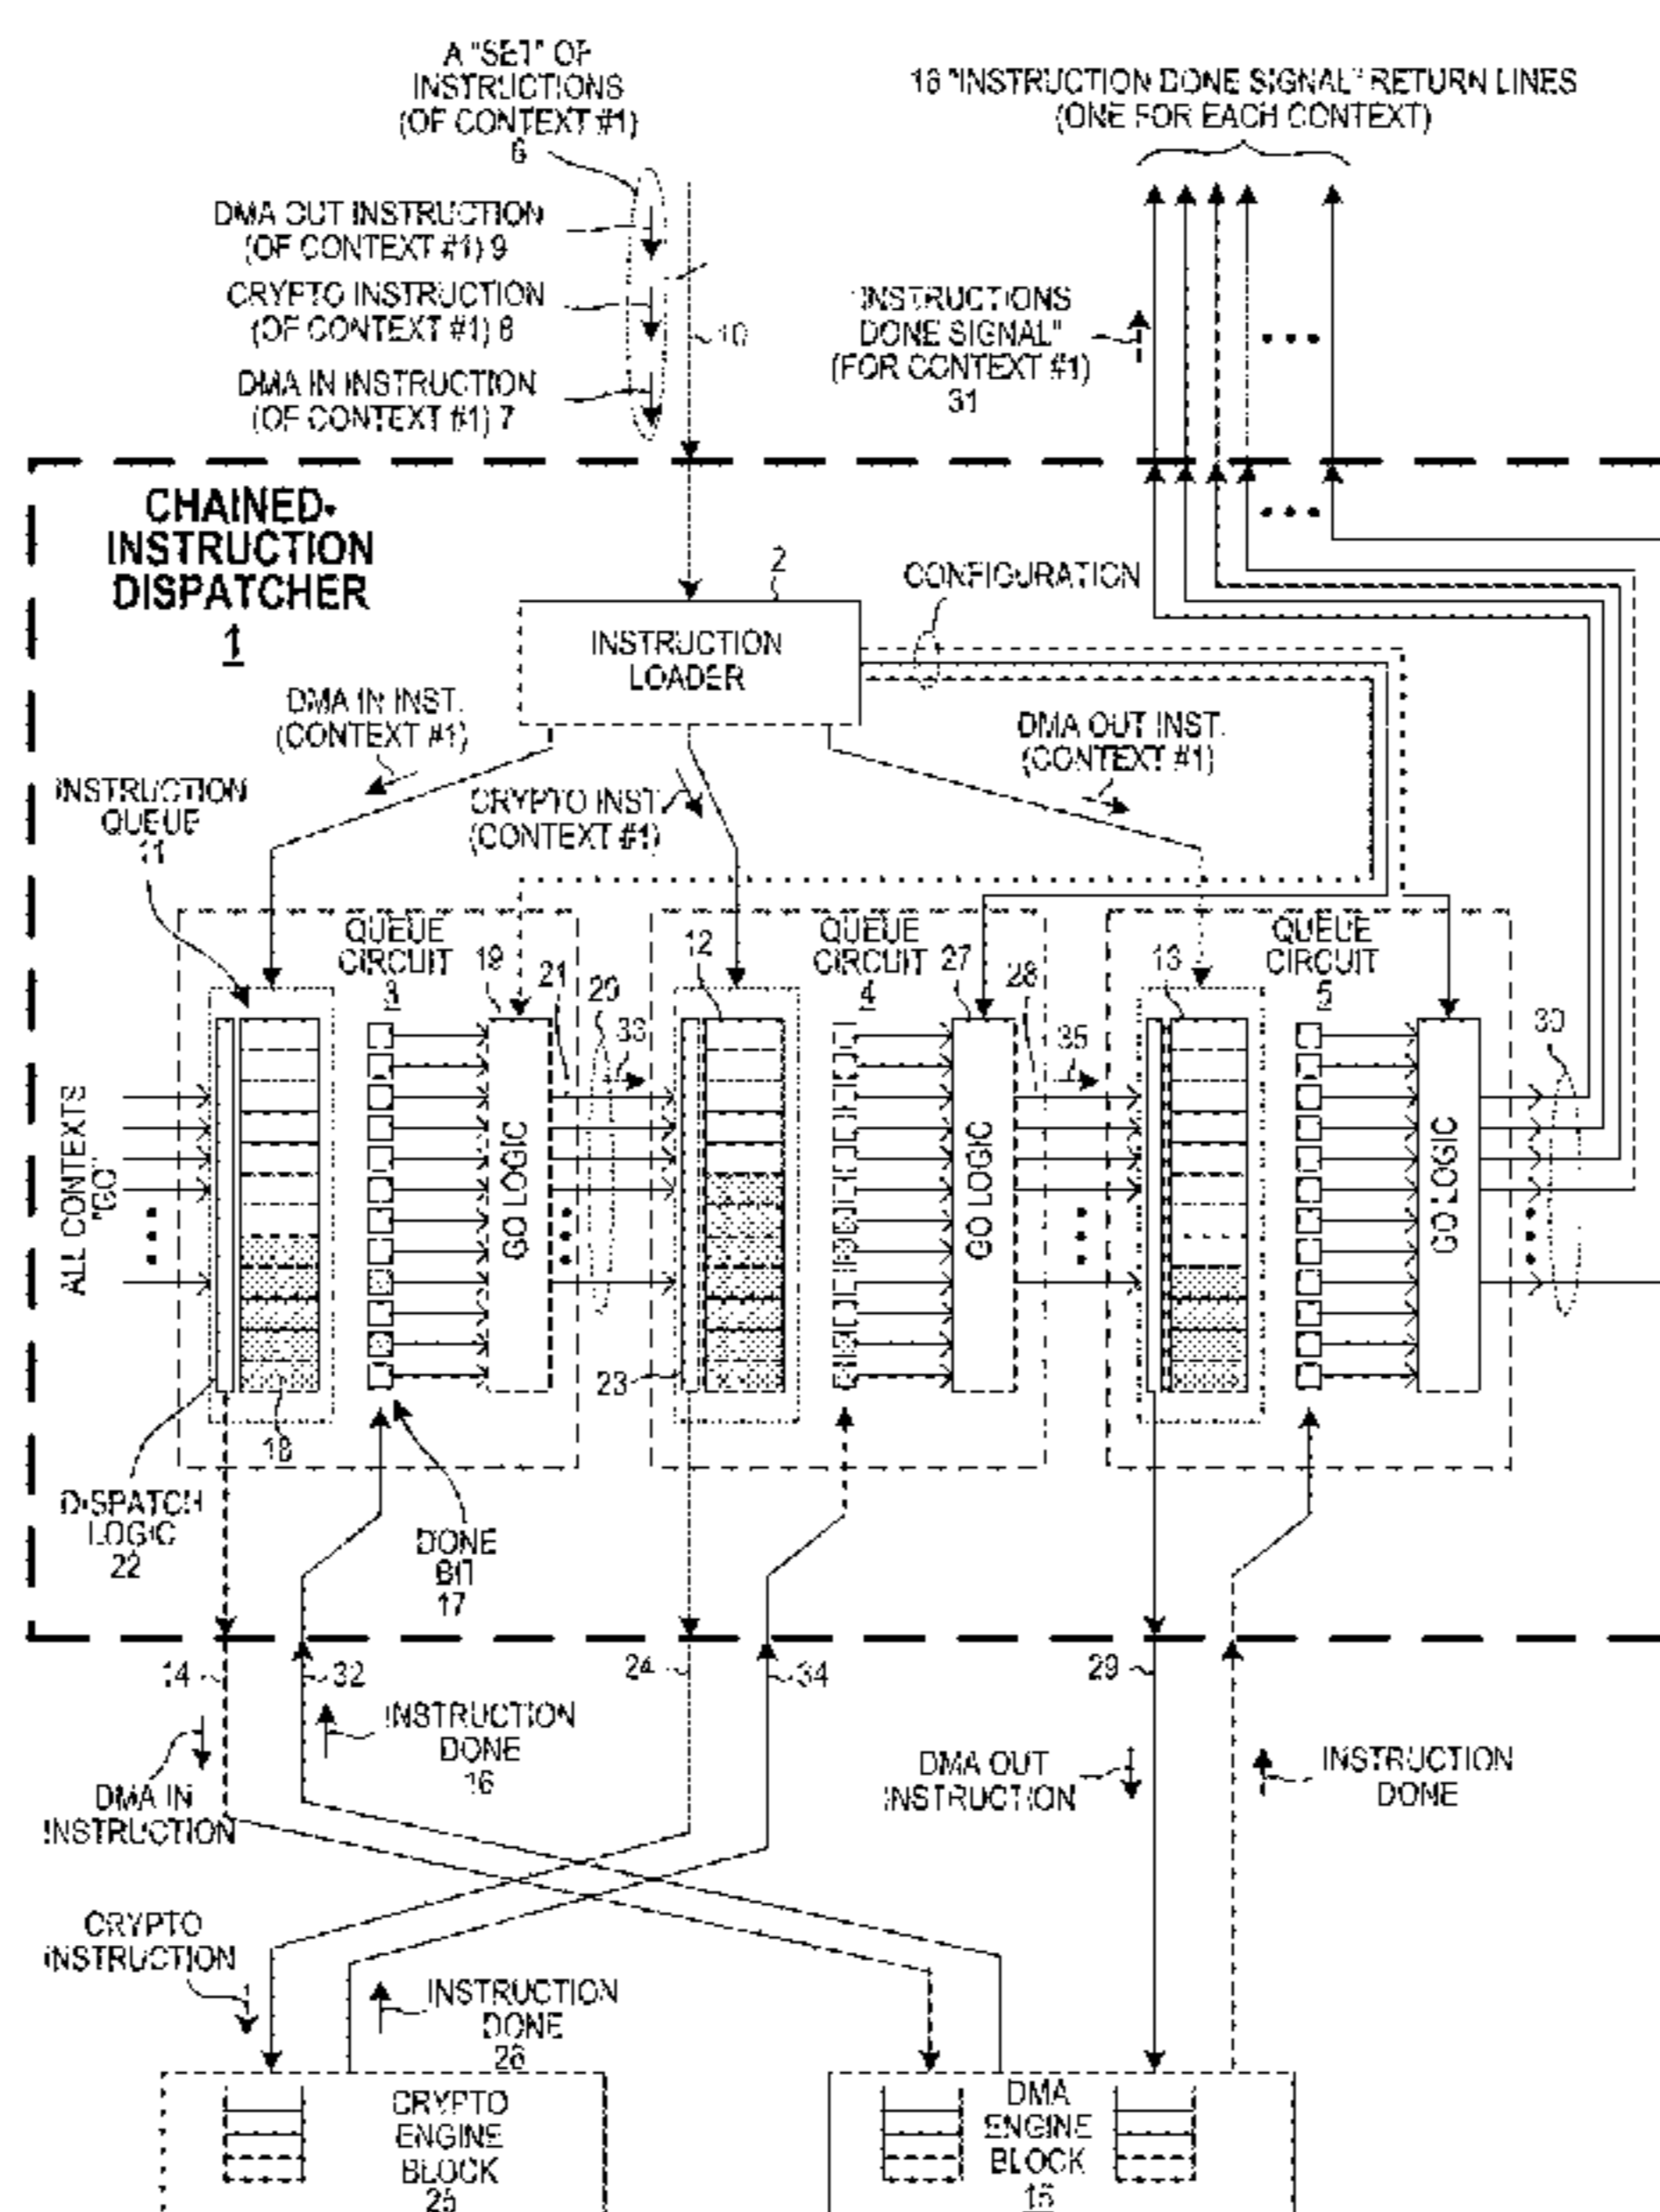 A "SET" OF
INSTRUCTIONS
(OF CONTEXT #1)
6
16 "INSTRUCTION DONE SIGNAL" RETURN LINES
(ONE FOR EACH CONTEXT)
DMA OUT INSTRUCTION
(OF CONTEXT #1) 9
CRYPTO INSTRUCTION
(OF CONTEXT #1) 8
DMA IN INSTRUCTION
(OF CONTEXT #1) 7
10
"INSTRUCTIONS
DONE SIGNAL"
(FOR CONTEXT #1)
31
CHAINED-
INSTRUCTION
DISPATCHER
1
2
CONFIGURATION
INSTRUCTION
LOADER
DMA IN INST.
(CONTEXT #1)
DMA OUT INST.
(CONTEXT #1)
CRYPTO INST.
(CONTEXT #1)
INSTRUCTION
QUEUE
11
QUEUE
CIRCUIT
3
19
21
20
33
12
QUEUE
CIRCUIT
4
27
28
35
13
QUEUE
CIRCUIT
5
30
ALL CONTEXTS
"GO"
GO LOGIC
GO LOGIC
GO LOGIC
18
23
DISPATCH
LOGIC
22
DONE
BIT
17
14
32
24
34
29
INSTRUCTION
DONE
16
DMA IN
INSTRUCTION
DMA OUT
INSTRUCTION
INSTRUCTION
DONE
CRYPTO
INSTRUCTION
INSTRUCTION
DONE
26
CRYPTO
ENGINE
BLOCK
25
DMA
ENGINE
BLOCK
15